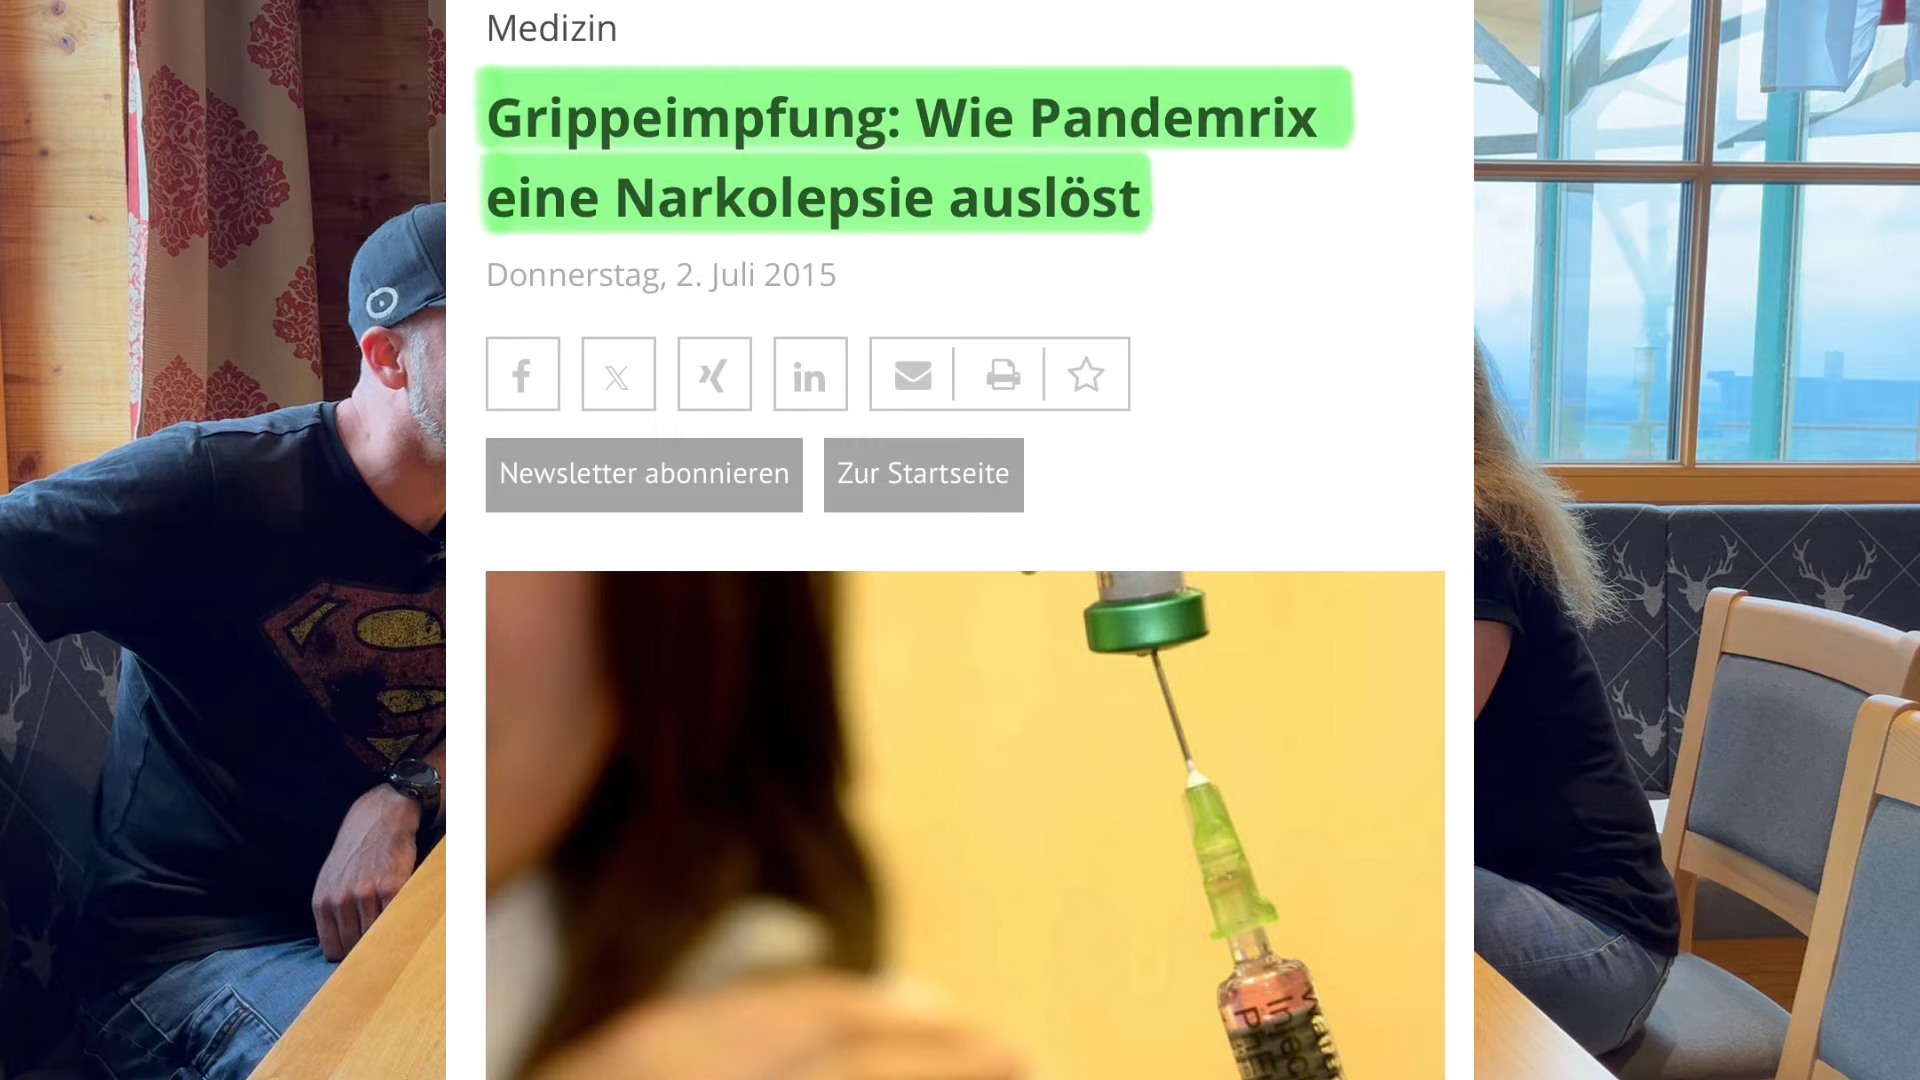 Medizin
Grippeimpfung: Wie Pandemrix
eine Narkolepsie auslöst
Donnerstag, 2. Juli 2015
Newsletter abonnieren Zur Startseite